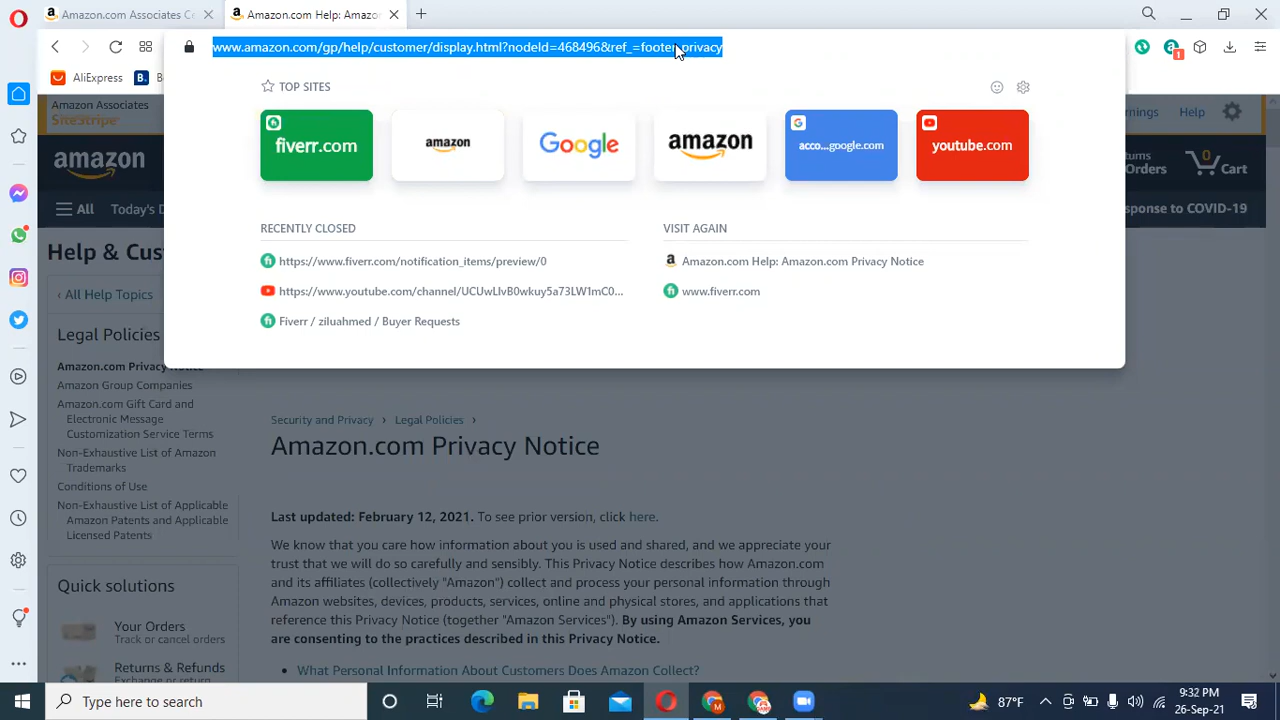 Amazon.com Associates C
Amazon.com Help: Amazo
www.amazon.com/gp/help/customer/display.html?nodeId=468496&ref_=footer_privacy
1
AliExpress
B.
TOP SITES
fiverr.com
amazon
Google
amazon
acco...google.com
youtube.com
RECENTLY CLOSED
https://www.fiverr.com/notification_items/preview/0
Fiverr / ziluahmed / Buyer Requests
VISIT AGAIN
Amazon.com Help: Amazon.com Privacy Notice
www.fiverr.com
Amazon Associates
SiteStripe
Help
amazon
0
Orders
Cart
All
Today's D
sponse to COVID-19
Help & Cus
‹ All Help Topics
Legal Policies
Amazon.com Privacy Notice
Amazon Group Companies
Amazon.com Gift Card and
Electronic Message
Customization Service Terms
Non-Exhaustive List of Amazon
Trademarks
Conditions of Use
Non-Exhaustive List of Applicable
Amazon Patents and Applicable
Licensed Patents
Quick solutions
Your Orders
Track or cancel orders
Returns & Refunds
Exchange or return
Security and Privacy › Legal Policies ›
Amazon.com Privacy Notice
Last updated: February 12, 2021. To see prior version, click here.
We know that you care how information about you is used and shared, and we appreciate your
trust that we will do so carefully and sensibly. This Privacy Notice describes how Amazon.com
and its affiliates (collectively "Amazon") collect and process your personal information through
Amazon websites, devices, products, services, online and physical stores, and applications that
reference this Privacy Notice (together "Amazon Services"). By using Amazon Services, you
are consenting to the practices described in this Privacy Notice.
• What Personal Information About Customers Does Amazon Collect?
Type here to search
87°F
9:32 PM
26-Sep-21